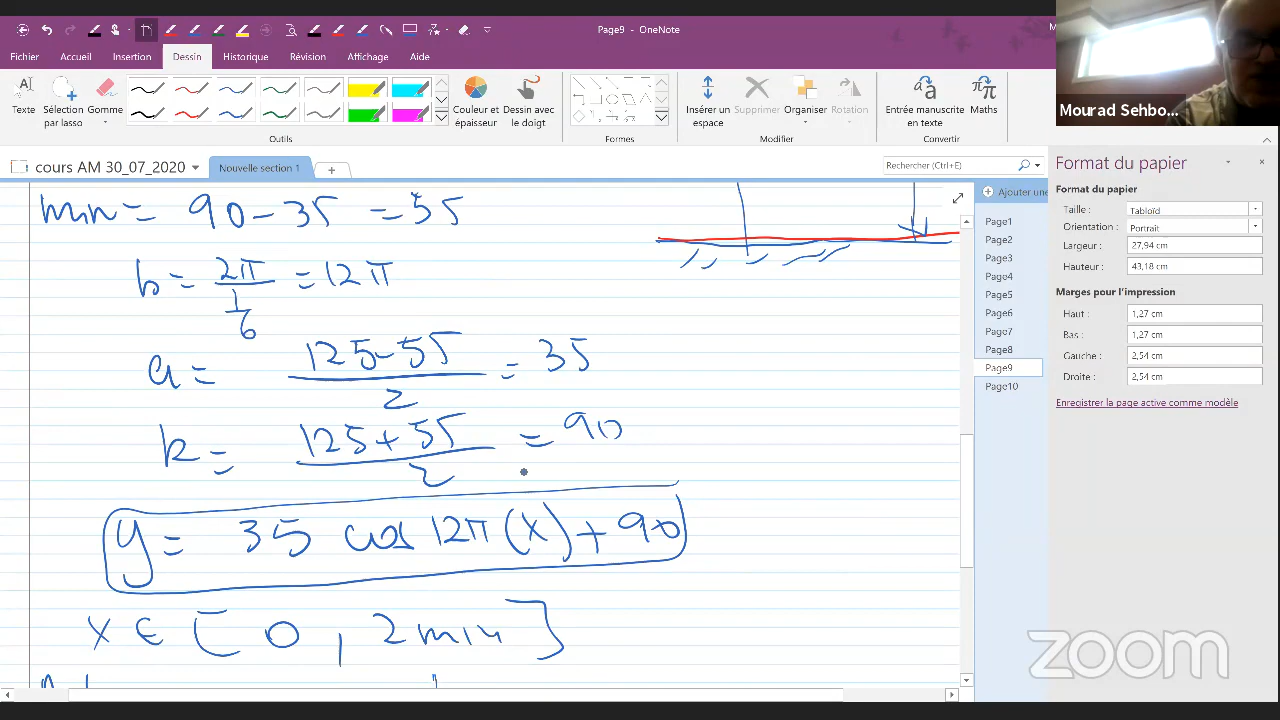 Page9 - OneNote
Fichier Accueil Insertion Dessin Historique Révision Affichage Aide
Texte Sélection par lasso Gomme
Couleur et épaisseur Dessin avec le doigt
Insérer un espace Supprimer Organiser Rotation
Entrée manuscrite en texte Maths
Outils Formes Modifier Convertir
Mourad Sehbo...
cours AM 30_07_2020 Nouvelle section 1 +
Rechercher (Ctrl+E)
min = 90 - 35 = 55
b = 2π / 1/6 = 12π
a = 125 - 55 / 2 = 35
k = 125 + 55 / 2 = 90
y = 35 cos 12π (x) + 90
x ∈ [ 0 , 2 min ]
Ajouter une
Page1
Page2
Page3
Page4
Page5
Page6
Page7
Page8
Page9
Page10
Format du papier
Format du papier
Taille : Tabloïd
Orientation : Portrait
Largeur : 27,94 cm
Hauteur : 43,18 cm
Marges pour l'impression
Haut : 1,27 cm
Bas : 1,27 cm
Gauche : 2,54 cm
Droite : 2,54 cm
Enregistrer la page active comme modèle
zoom